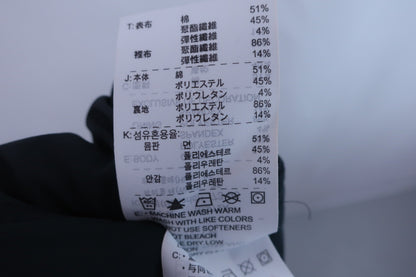 T: 表布 棉 51%
聚酯纖維 45%
彈性纖維 4%
裡布 聚酯纖維 86%
彈性纖維 14%
J: 本体 綿 51%
ポリエステル 45%
ポリウレタン 4%
裏地 ポリエステル 86%
ポリウレタン 14%
K: 섬유혼용율:
몸판 면 51%
폴리에스테르 45%
폴리우레탄 4%
안감 폴리에스테르 86%
폴리우레탄 14%
E - MACHINE WASH WARM
WASH WITH LIKE COLORS
NOT USE SOFTENERS
NOT BLEACH
DRY LOW
C: